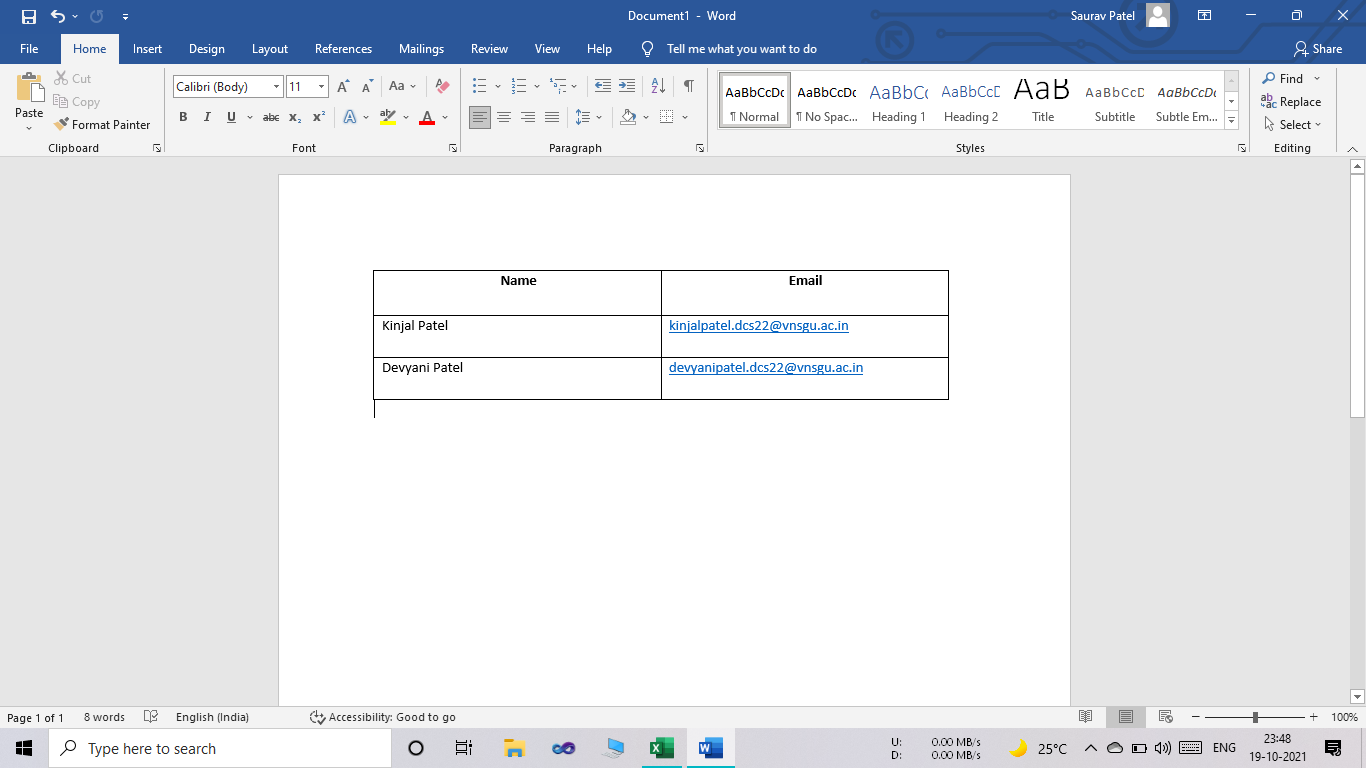 Document1 - Word
Saurav Patel
File Home Insert Design Layout References Mailings Review View Help Tell me what you want to do Share
Paste
Cut
Copy
Format Painter
Clipboard
Calibri (Body) 11
Font
Paragraph
AaBbCcDc AaBbCcDc AaBbCc AaBbCcD AaB AaBbCcD AaBbCcDc
¶ Normal ¶ No Spac... Heading 1 Heading 2 Title Subtitle Subtle Em...
Styles
Find
Replace
Select
Editing
Name Email
Kinjal Patel kinjalpatel.dcs22@vnsgu.ac.in
Devyani Patel devyanipatel.dcs22@vnsgu.ac.in
Page 1 of 1 8 words English (India) Accessibility: Good to go 100%
Type here to search
U: 0.00 MB/s
D: 0.00 MB/s
25°C
ENG
23:48
19-10-2021